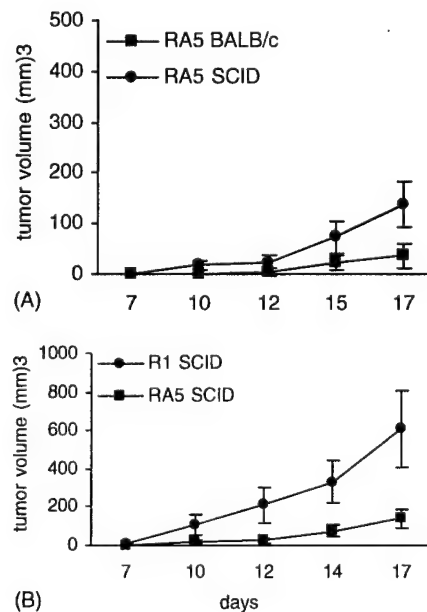 500
400
300
200
100
0
tumor volume (mm)3
RA5 BALB/c
RA5 SCID
7 10 12 15 17
(A)
1000
800
600
400
200
0
tumor volume (mm)3
R1 SCID
RA5 SCID
7 10 12 14 17
(B)
days